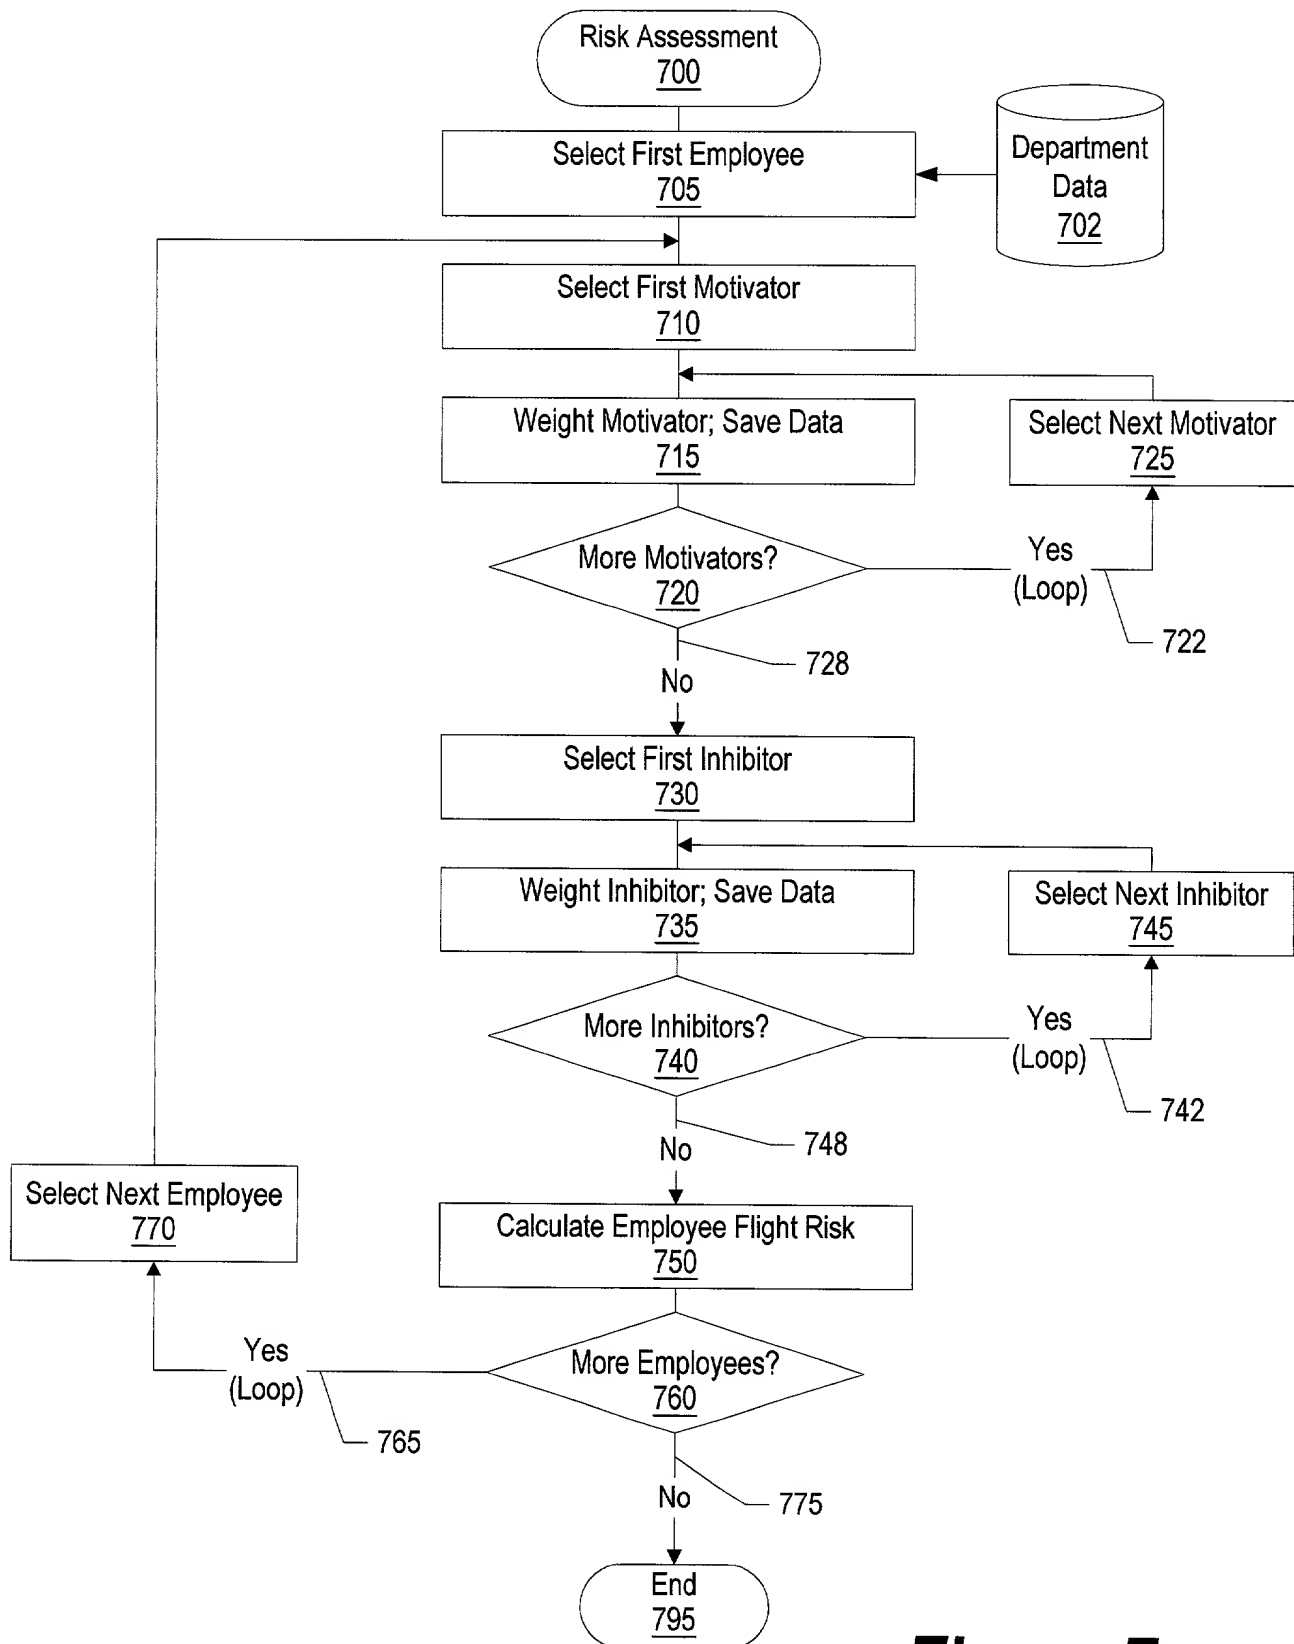 Risk Assessment
700
Department
Data
702
Select First Employee
705
Select First Motivator
710
Weight Motivator; Save Data
715
Select Next Motivator
725
More Motivators?
720
Yes
(Loop)
722
728
No
Select First Inhibitor
730
Weight Inhibitor; Save Data
735
Select Next Inhibitor
745
More Inhibitors?
740
Yes
(Loop)
742
748
No
Select Next Employee
770
Calculate Employee Flight Risk
750
More Employees?
760
Yes
(Loop)
765
775
No
End
795